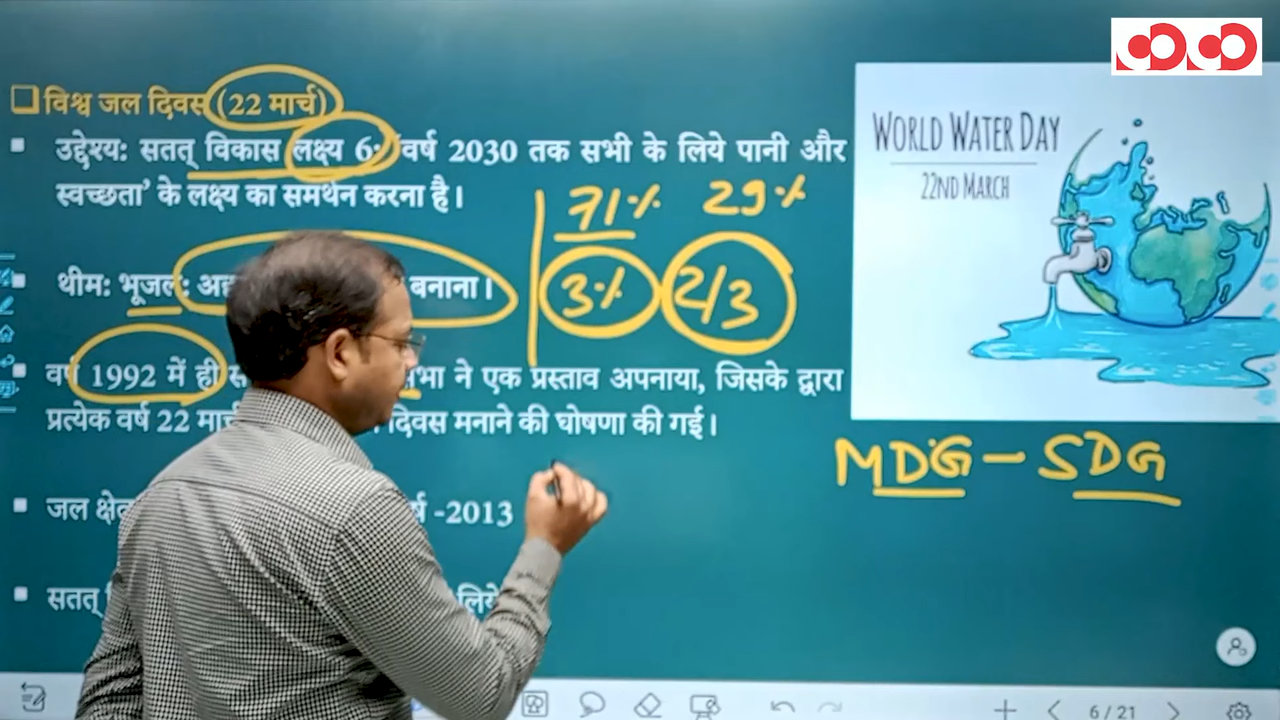 विश्व जल दिवस (22 मार्च)
उद्देश्य: सतत् विकास लक्ष्य 6: 'वर्ष 2030 तक सभी के लिये पानी और
स्वच्छता' के लक्ष्य का समर्थन करना है।
71% 29%
थीम: भूजल: बनाना।
3% 2/3
1992 में ही ने एक प्रस्ताव अपनाया, जिसके द्वारा
प्रत्येक वर्ष 22 मार्च दिवस मनाने की घोषणा की गई।
जल -2013
सतत्
WORLD WATER DAY
22ND MARCH
MDG - SDG
6 / 21